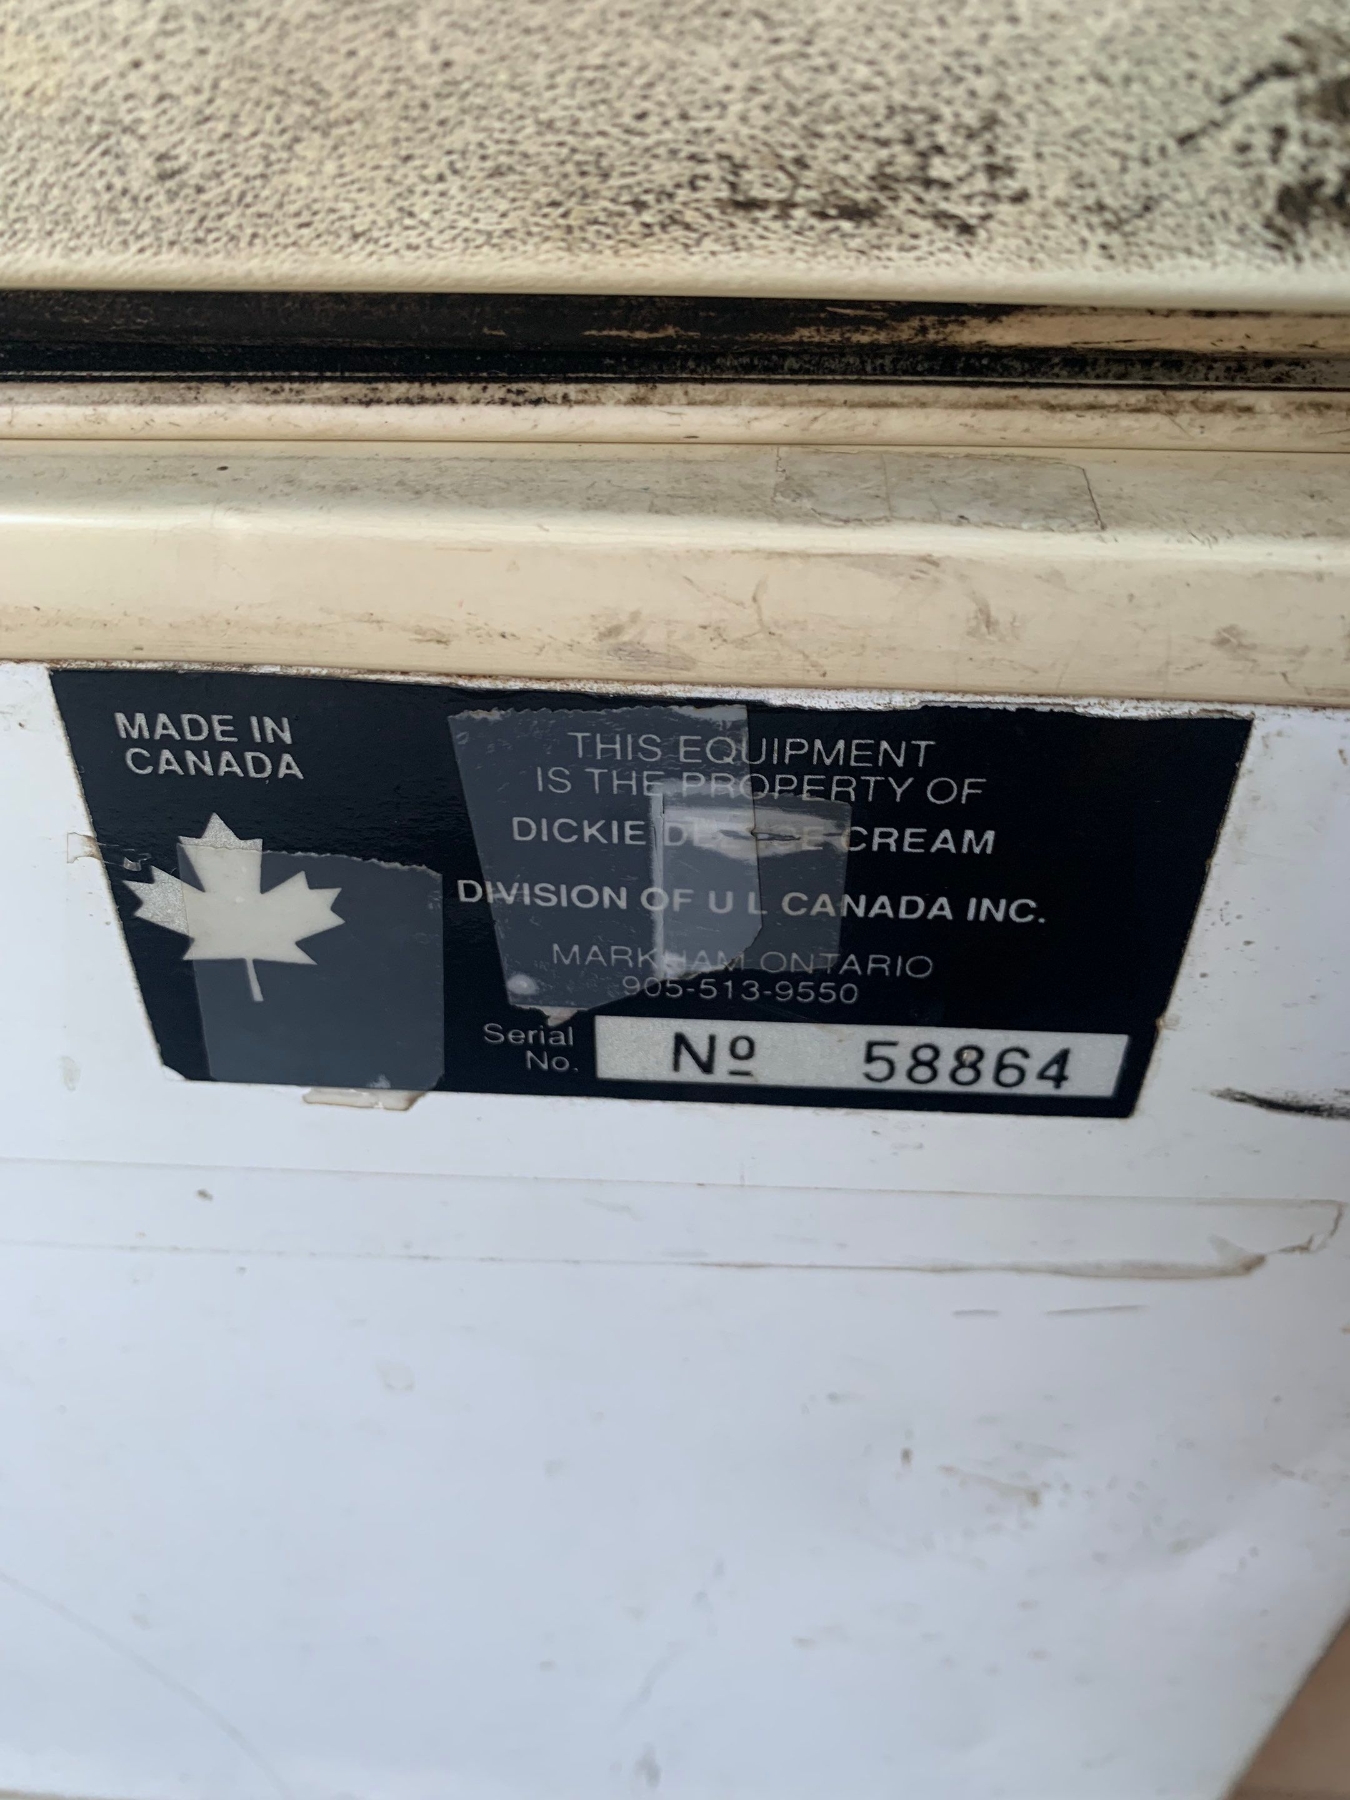 MADE IN
CANADA
THIS EQUIPMENT
IS THE PROPERTY OF
DICKIE CREAM
DIVISION OF U L CANADA INC.
MARKHAM ONTARIO
905-513-9550
Serial
No.
Nº 58864